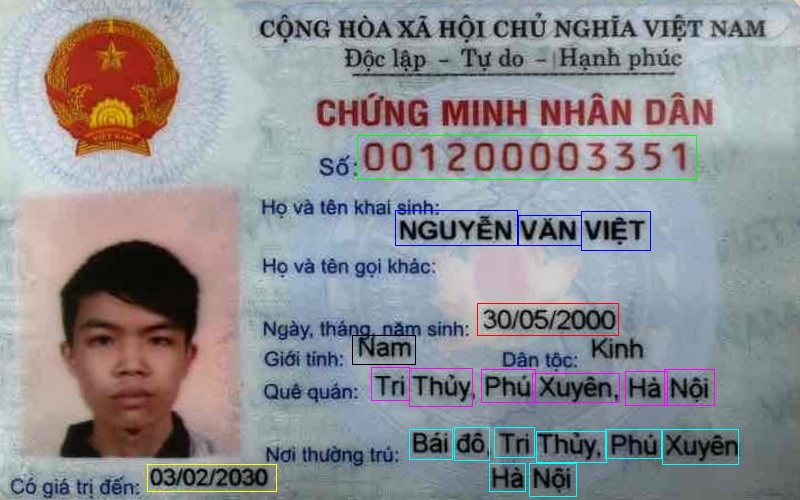 CỘNG HÒA XÃ HỘI CHỦ NGHĨA VIỆT NAM
Độc lập - Tự do - Hạnh phúc
CHỨNG MINH NHÂN DÂN
Số: 001200003351
Họ và tên khai sinh:
NGUYỄN VĂN VIỆT
Họ và tên gọi khác:
Ngày, tháng, năm sinh: 30/05/2000
Giới tính: Nam Dân tộc: Kinh
Quê quán: Tri Thủy, Phú Xuyên, Hà Nội
Nơi thường trú: Bái đô, Tri Thủy, Phú Xuyên
Hà Nội
Có giá trị đến: 03/02/2030
VIỆT NAM